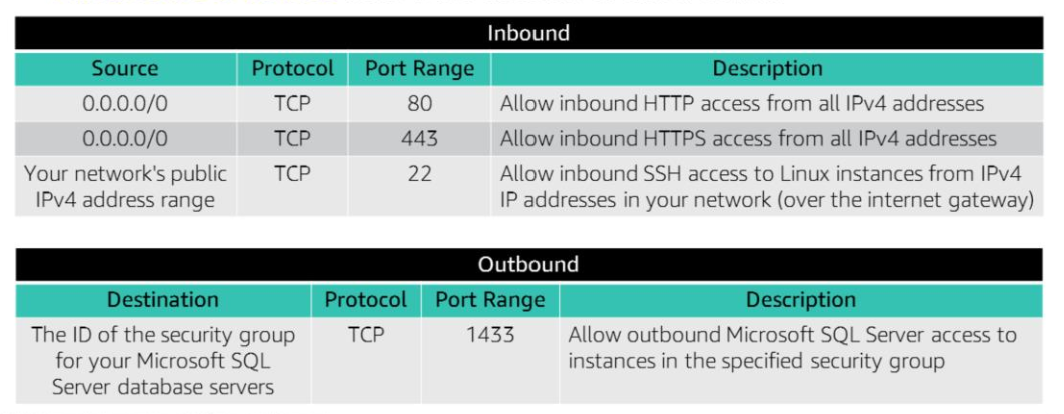 Inbound
Source Protocol Port Range Description
0.0.0.0/0 TCP 80 Allow inbound HTTP access from all IPv4 addresses
0.0.0.0/0 TCP 443 Allow inbound HTTPS access from all IPv4 addresses
Your network's public TCP 22 Allow inbound SSH access to Linux instances from IPv4
IPv4 address range IP addresses in your network (over the internet gateway)
Outbound
Destination Protocol Port Range Description
The ID of the security group TCP 1433 Allow outbound Microsoft SQL Server access to
for your Microsoft SQL instances in the specified security group
Server database servers